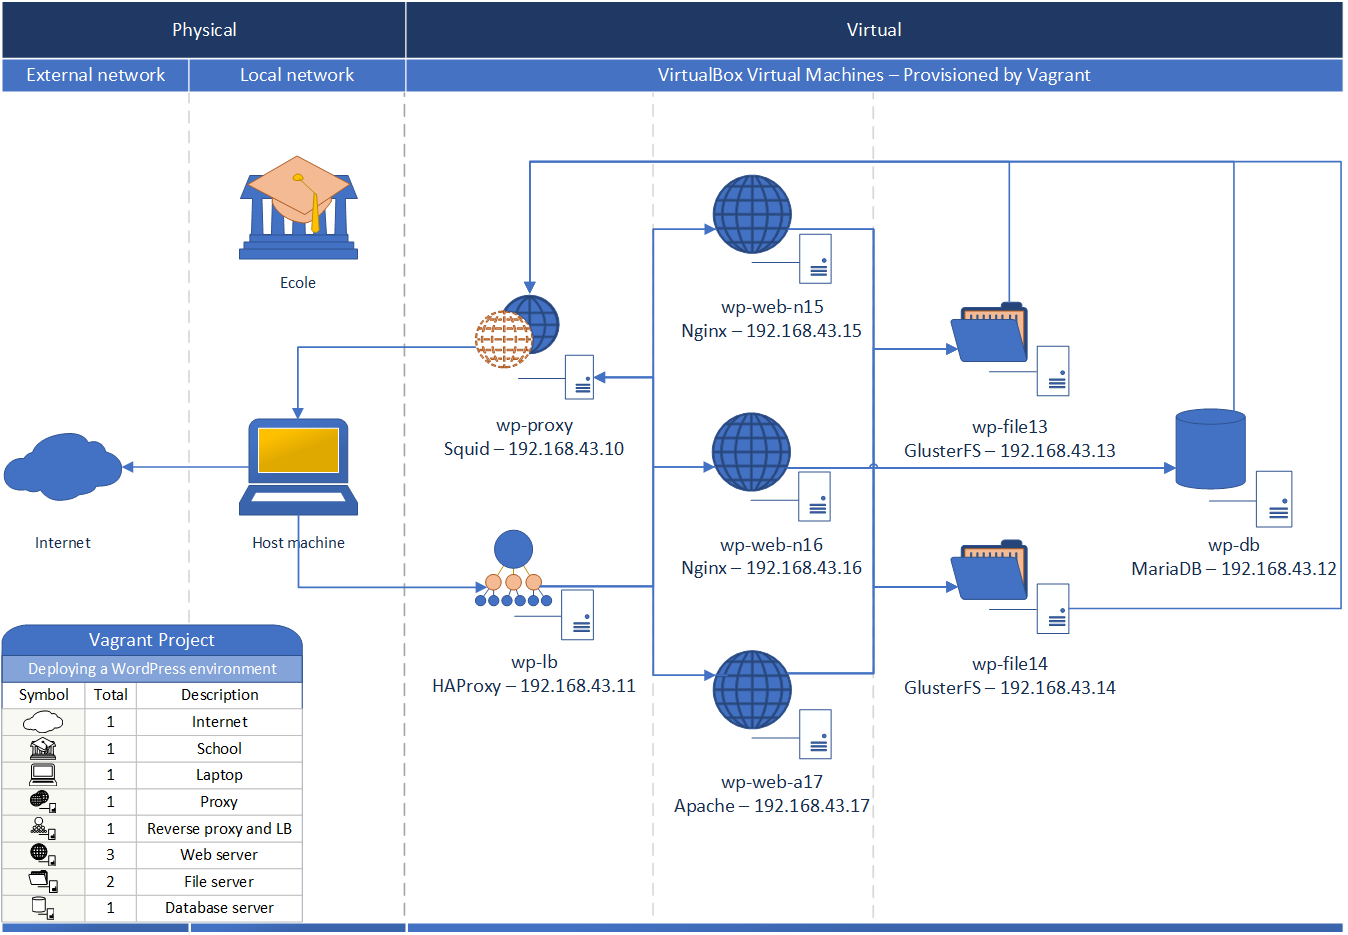 Physical
Virtual
External network
Local network
VirtualBox Virtual Machines – Provisioned by Vagrant
Ecole
wp-web-n15
Nginx – 192.168.43.15
wp-proxy
Squid – 192.168.43.10
wp-file13
GlusterFS – 192.168.43.13
Internet
Host machine
wp-web-n16
Nginx – 192.168.43.16
wp-db
MariaDB – 192.168.43.12
wp-lb
HAProxy – 192.168.43.11
wp-file14
GlusterFS – 192.168.43.14
wp-web-a17
Apache – 192.168.43.17
Vagrant Project
Deploying a WordPress environment
Symbol Total Description
1 Internet
1 School
1 Laptop
1 Proxy
1 Reverse proxy and LB
3 Web server
2 File server
1 Database server